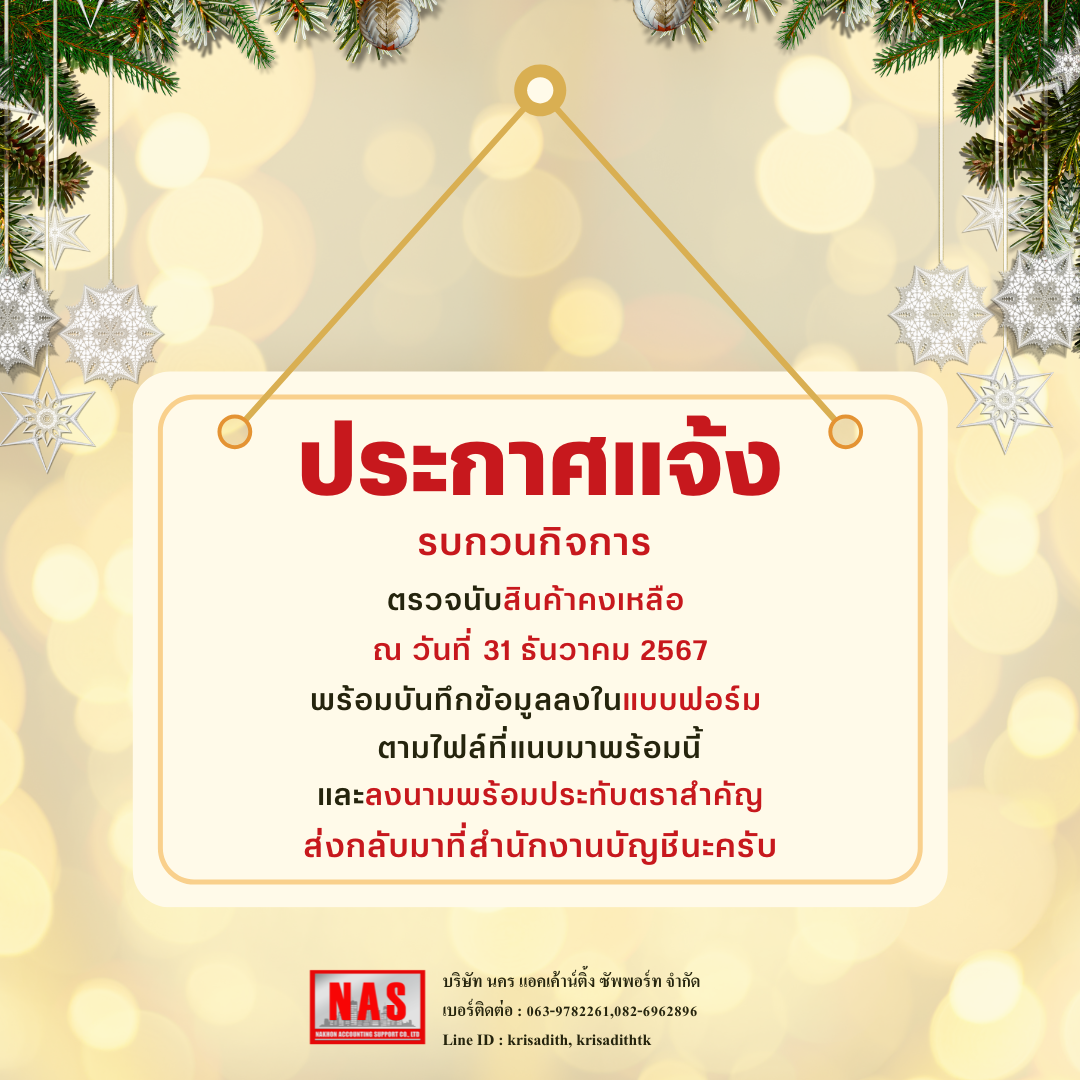 ประกาศแจ้ง
รบกวนกิจการ
ตรวจนับสินค้าคงเหลือ
ณ วันที่ 31 ธันวาคม 2567
พร้อมบันทึกข้อมูลลงในแบบฟอร์ม
ตามไฟล์ที่แนบมาพร้อมนี้
และลงนามพร้อมประทับตราสำคัญ
ส่งกลับมาที่สำนักงานบัญชีนะครับ
NAS
NAKHON ACCOUNTING SUPPORT CO., LTD
บริษัท นคร แอคเค้าน์ติ้ง ซัพพอร์ท จำกัด
เบอร์ติดต่อ : 063-9782261,082-6962896
Line ID : krisadith, krisadithtk